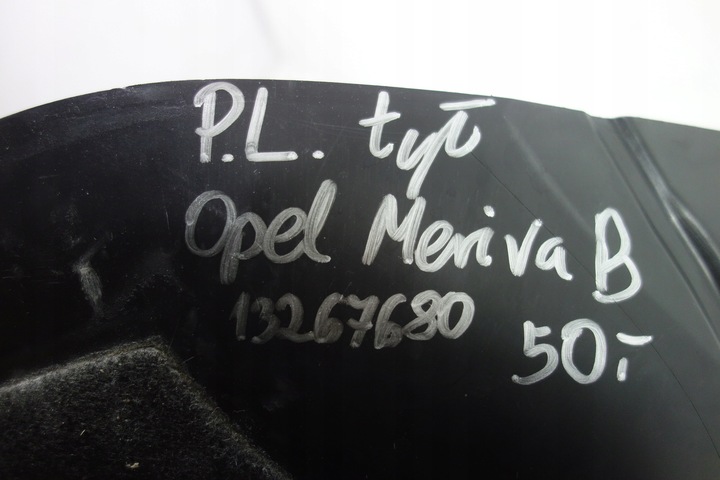 P.L. tył
Opel Meriva B
13267680
50,-